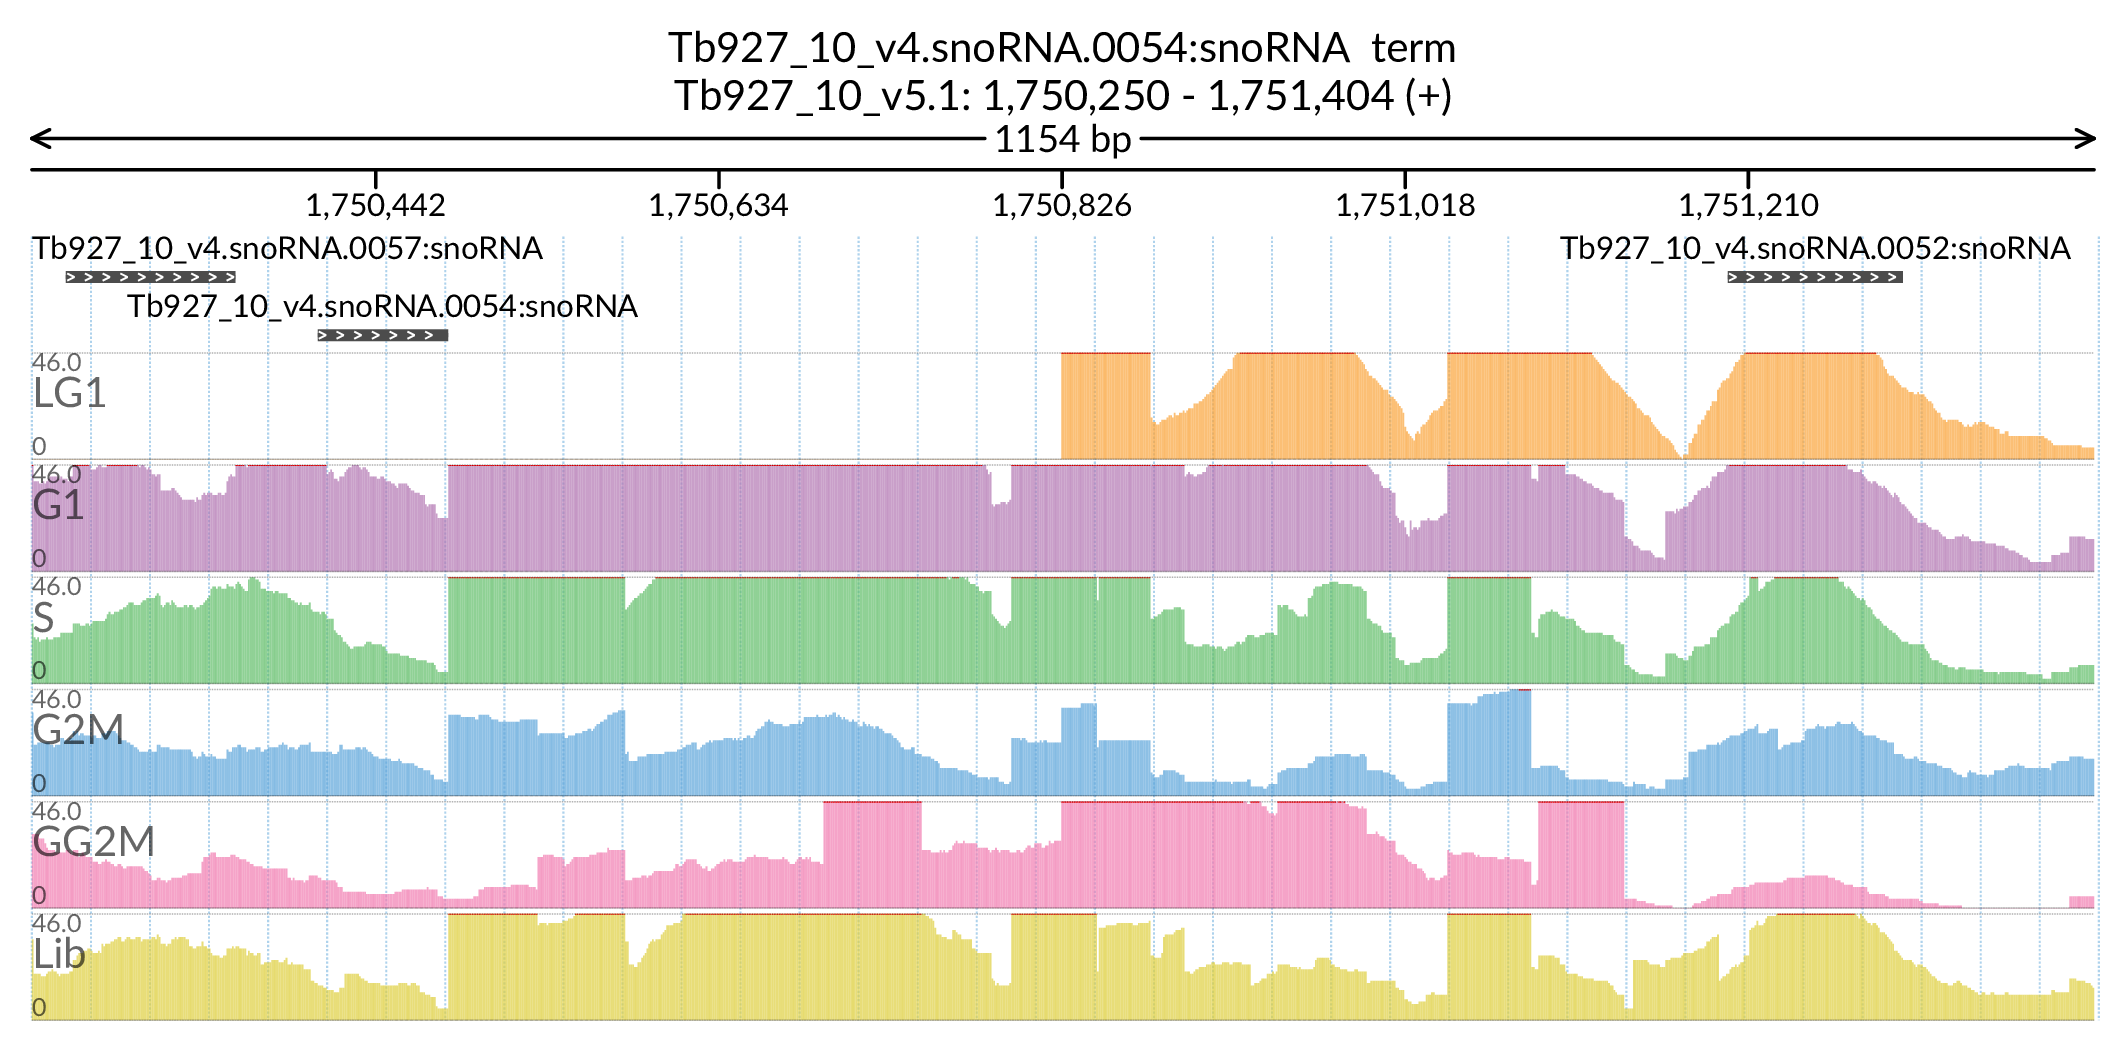 Tb927_10_v4.snoRNA.0054:snoRNA term
Tb927_10_v5.1: 1,750,250 - 1,751,404 (+)
1154 bp
1,750,442 1,750,634 1,750,826 1,751,018 1,751,210
Tb927_10_v4.snoRNA.0057:snoRNA Tb927_10_v4.snoRNA.0052:snoRNA
Tb927_10_v4.snoRNA.0054:snoRNA
46.0
LG1
0
46.0
G1
0
46.0
S
0
46.0
G2M
0
46.0
GG2M
0
46.0
Lib
0